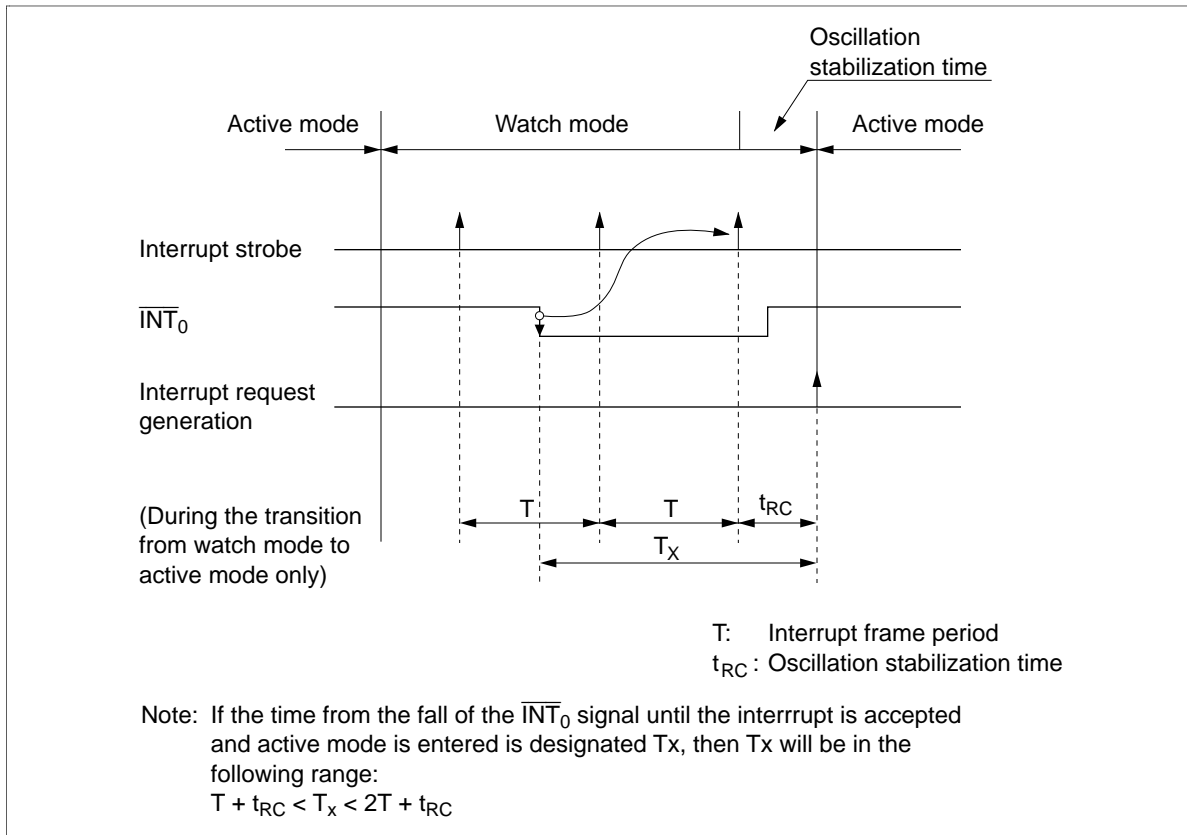 Oscillation
stabilization time
Active mode
Watch mode
Active mode
Interrupt strobe
I̅N̅T̅₀
Interrupt request
generation
(During the transition
from watch mode to
active mode only)
T
T
tRC
TX
T: Interrupt frame period
tRC : Oscillation stabilization time
Note: If the time from the fall of the I̅N̅T̅₀ signal until the interrrupt is accepted
and active mode is entered is designated Tx, then Tx will be in the
following range:
T + tRC < Tx < 2T + tRC